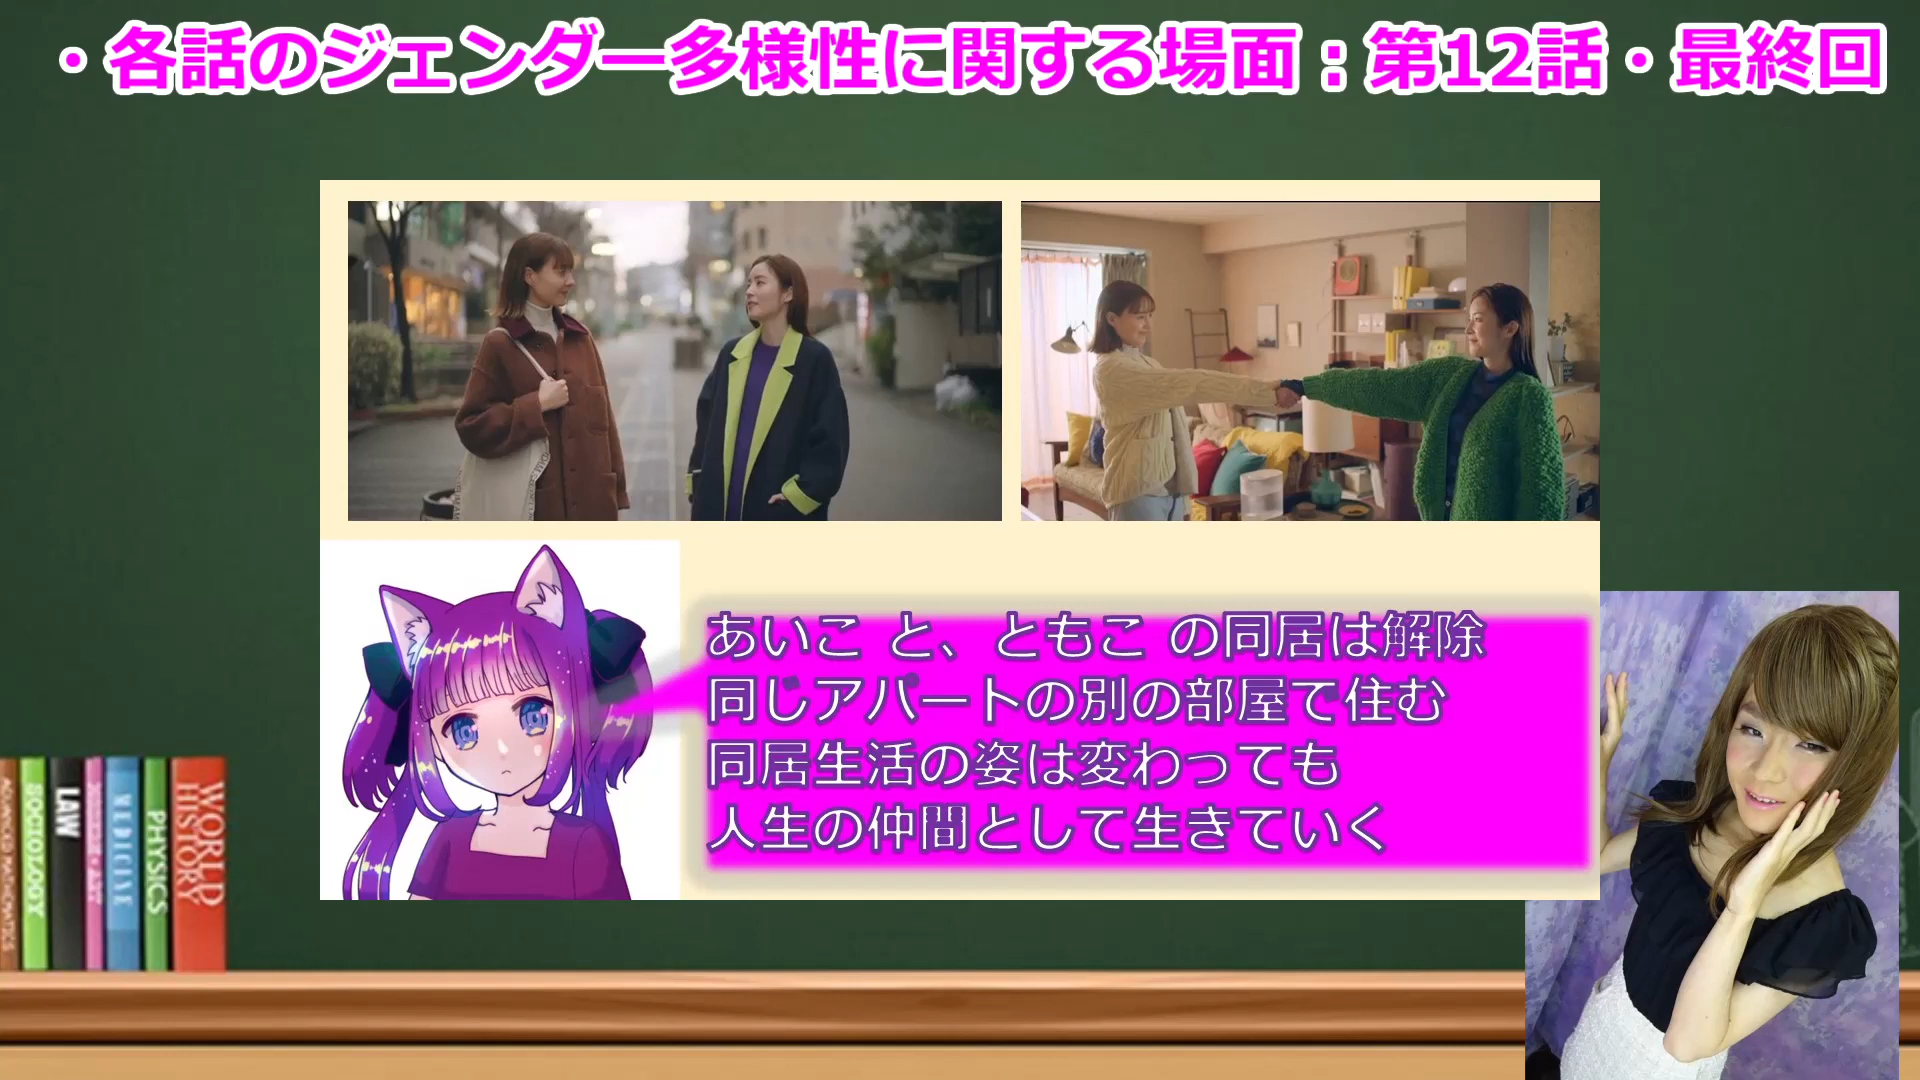 ・各話のジェンダー多様性に関する場面：第12話・最終回
あいこ と、ともこ の同居は解除
同じアパートの別の部屋で住む
同居生活の姿は変わっても
人生の仲間として生きていく
ADVANCED MATHEMATICS
SOCIOLOGY
LAW
MEDICISE
PHYSICS
WORLD HISTORY